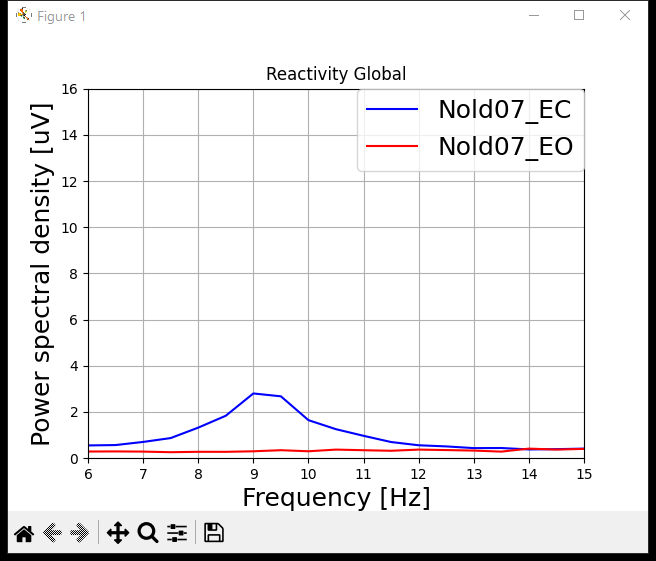 Figure 1
Reactivity Global
Nold07_EC
Nold07_EO
Power spectral density [uV]
16
14
12
10
8
6
4
2
0
6 7 8 9 10 11 12 13 14 15
Frequency [Hz]